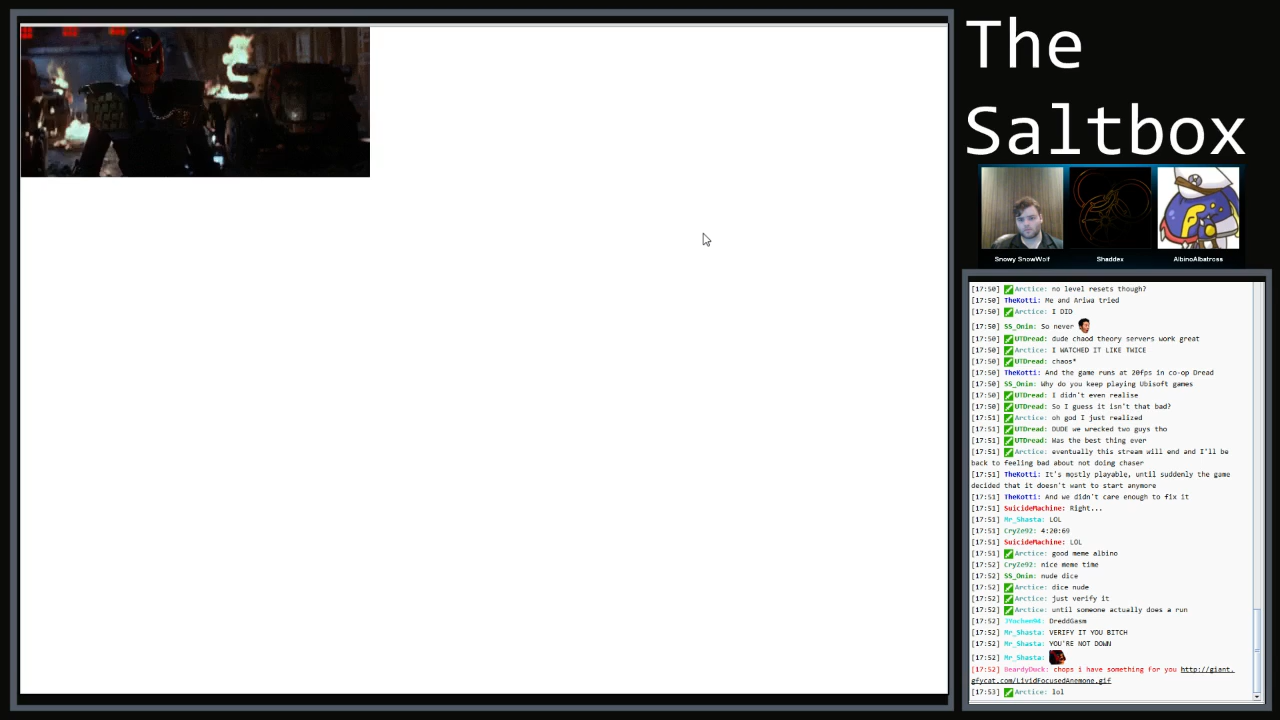 The
Saltbox
Snowy SnowWolf
Shaddex
AlbinoAlbatross
[17:50] Arctice: no level resets though?
[17:50] TheKotti: Me and Ariwa tried
[17:50] Arctice: I DID
[17:50] SS_Onim: So never
[17:50] UTDread: dude chaod theory servers work great
[17:50] Arctice: I WATCHED IT LIKE TWICE
[17:50] UTDread: chaos*
[17:50] TheKotti: And the game runs at 20fps in co-op Dread
[17:50] SS_Onim: Why do you keep playing Ubisoft games
[17:50] UTDread: I didn't even realise
[17:50] UTDread: So I guess it isn't that bad?
[17:51] Arctice: oh god I just realized
[17:51] UTDread: DUDE we wrecked two guys tho
[17:51] UTDread: Was the best thing ever
[17:51] Arctice: eventually this stream will end and I'll be
back to feeling bad about not doing chaser
[17:51] TheKotti: It's mostly playable, until suddenly the game
decided that it doesn't want to start anymore
[17:51] TheKotti: And we didn't care enough to fix it
[17:51] SuicideMachine: Right...
[17:51] Mr_Shasta: LOL
[17:51] CryZe92: 4:20:69
[17:51] SuicideMachine: LOL
[17:51] Arctice: good meme albino
[17:52] CryZe92: nice meme time
[17:52] SS_Onim: nude dice
[17:52] Arctice: dice nude
[17:52] Arctice: just verify it
[17:52] Arctice: until someone actually does a run
[17:52] JYochem94: DreddGasm
[17:52] Mr_Shasta: VERIFY IT YOU BITCH
[17:52] Mr_Shasta: YOU'RE NOT DOWN
[17:52] Mr_Shasta:
[17:52] BeardyDuck: chops i have something for you http://giant.
gfycat.com/LividFocusedAnemone.gif
[17:53] Arctice: lol